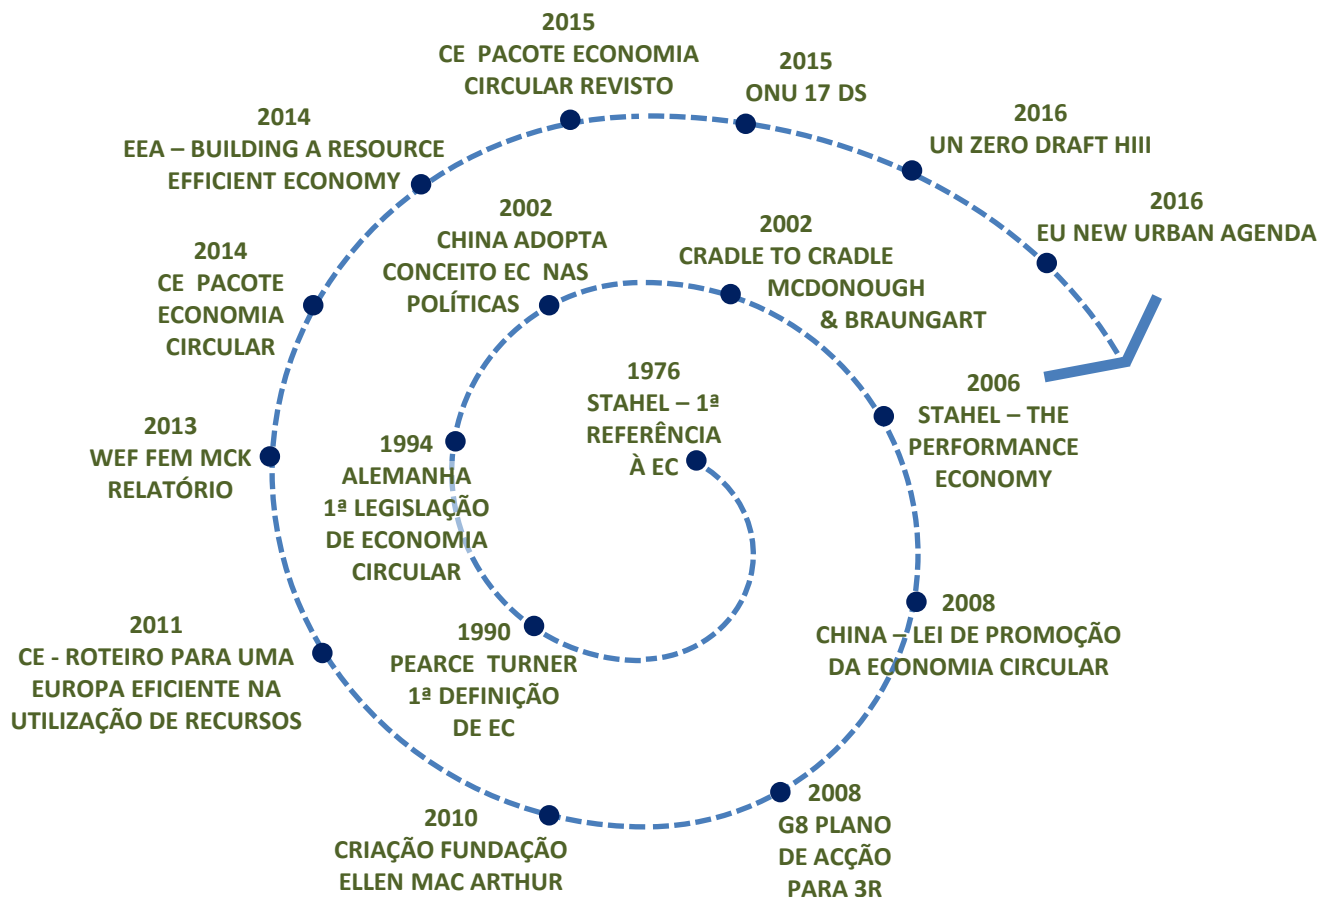 2015
CE PACOTE ECONOMIA
CIRCULAR REVISTO
2015
ONU 17 DS
2014
EEA – BUILDING A RESOURCE
EFFICIENT ECONOMY
2016
UN ZERO DRAFT HIII
2016
EU NEW URBAN AGENDA
2002
CHINA ADOPTA
CONCEITO EC NAS
POLÍTICAS
2002
CRADLE TO CRADLE
MCDONOUGH
& BRAUNGART
2014
CE PACOTE
ECONOMIA
CIRCULAR
1976
STAHEL – 1ª
REFERÊNCIA
À EC
2006
STAHEL – THE
PERFORMANCE
ECONOMY
2013
WEF FEM MCK
RELATÓRIO
1994
ALEMANHA
1ª LEGISLAÇÃO
DE ECONOMIA
CIRCULAR
2008
CHINA – LEI DE PROMOÇÃO
DA ECONOMIA CIRCULAR
2011
CE - ROTEIRO PARA UMA
EUROPA EFICIENTE NA
UTILIZAÇÃO DE RECURSOS
1990
PEARCE TURNER
1ª DEFINIÇÃO
DE EC
2010
CRIAÇÃO FUNDAÇÃO
ELLEN MAC ARTHUR
2008
G8 PLANO
DE ACÇÃO
PARA 3R